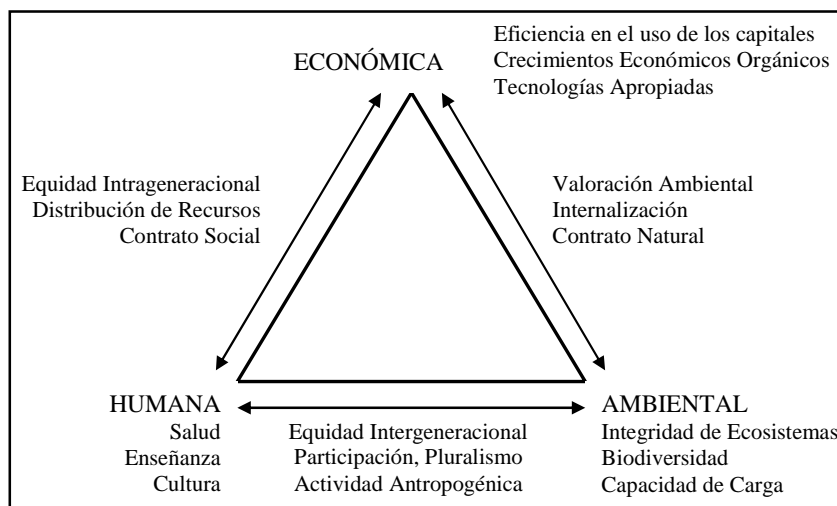 Eficiencia en el uso de los capitales
ECONÓMICA
Crecimientos Económicos Orgánicos
Tecnologías Apropiadas
Equidad Intrageneracional
Distribución de Recursos
Contrato Social
Valoración Ambiental
Internalización
Contrato Natural
HUMANA
Salud
Enseñanza
Cultura
Equidad Intergeneracional
Participación, Pluralismo
Actividad Antropogénica
AMBIENTAL
Integridad de Ecosistemas
Biodiversidad
Capacidad de Carga